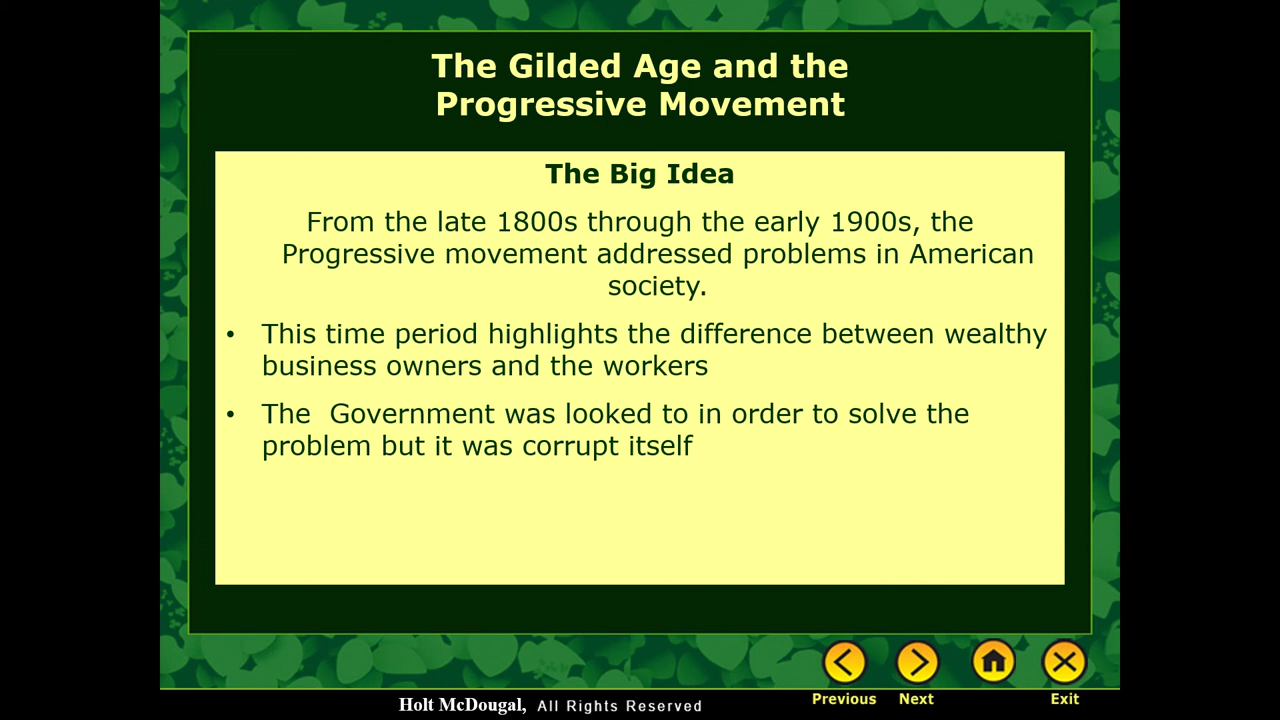 The Gilded Age and the
Progressive Movement
The Big Idea
From the late 1800s through the early 1900s, the
Progressive movement addressed problems in American
society.
• This time period highlights the difference between wealthy
business owners and the workers
• The  Government was looked to in order to solve the
problem but it was corrupt itself
Previous Next Exit
Holt McDougal, All Rights Reserved